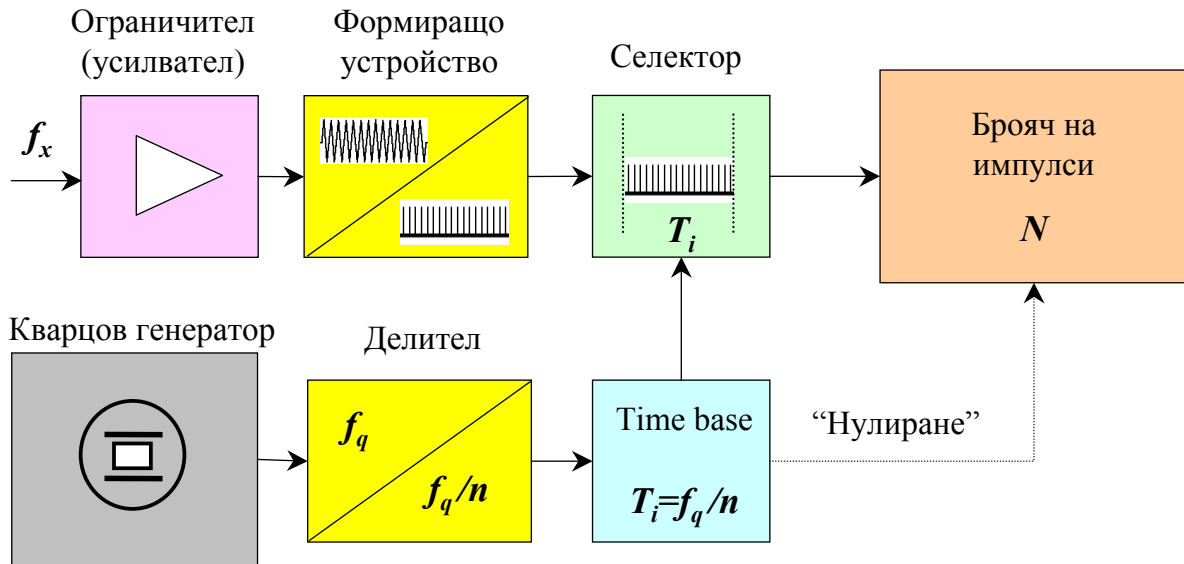 Ограничител
(усилвател)
Формиращо
устройство
Селектор
f_x
T_i
Брояч на
импулси
N
Кварцов генератор
Делител
f_q
f_q/n
Time base
T_i=f_q/n
“Нулиране”